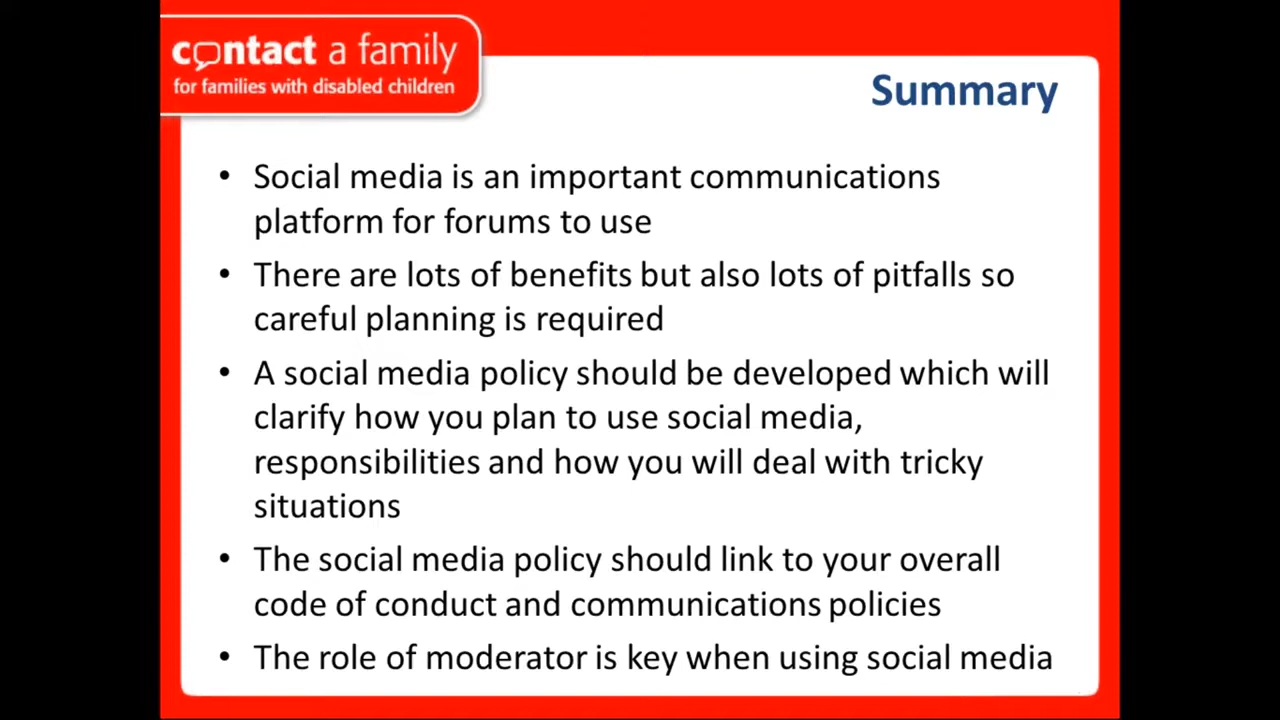 contact a family
for families with disabled children
Summary
• Social media is an important communications
platform for forums to use
• There are lots of benefits but also lots of pitfalls so
careful planning is required
• A social media policy should be developed which will
clarify how you plan to use social media,
responsibilities and how you will deal with tricky
situations
• The social media policy should link to your overall
code of conduct and communications policies
• The role of moderator is key when using social media